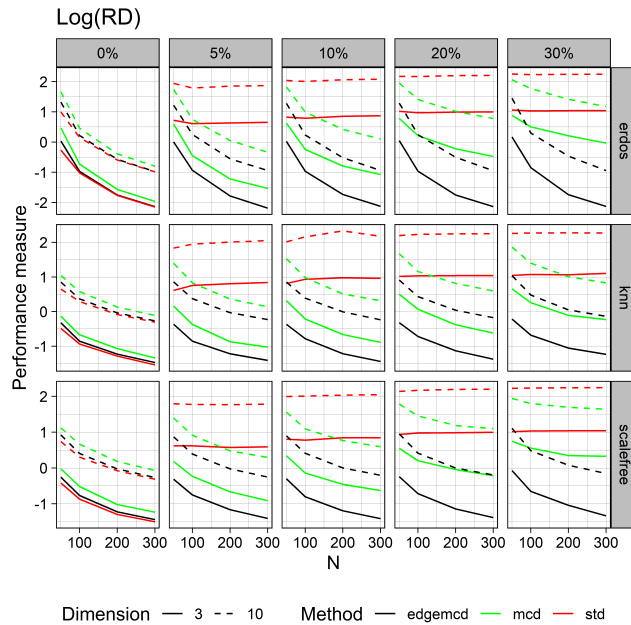 Log(RD)
0% 5% 10% 20% 30%
Performance measure
2
1
0
-1
-2
erdos
2
1
0
-1
knn
2
1
0
-1
scalefree
100 200 300 100 200 300 100 200 300 100 200 300 100 200 300
N
Dimension 3 10 Method edgemcd mcd std